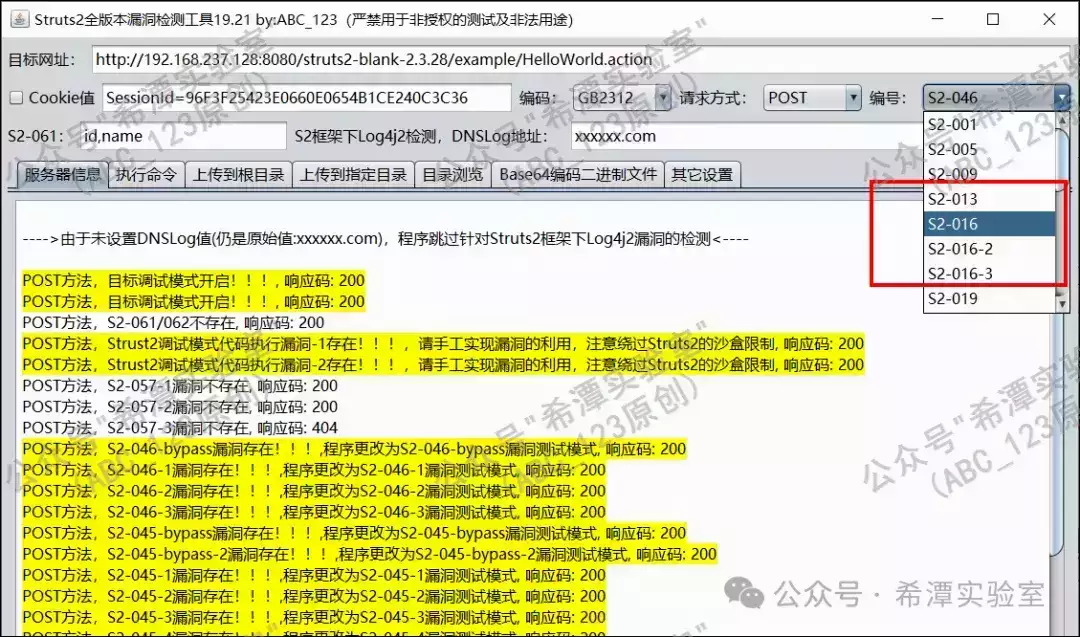 Struts2全版本漏洞检测工具19.21 by:ABC_123（严禁用于非授权的测试及非法用途）
目标网址： http://192.168.237.128:8080/struts2-blank-2.3.28/example/HelloWorld.action
Cookie值 SessionId=96F3F25423E0660E0654B1CE240C3C36 编码： GB2312 请求方式： POST 编号： S2-046
S2-061： id,name S2框架下Log4j2检测，DNSLog地址： xxxxxx.com
S2-001
S2-005
S2-009
S2-013
S2-016
S2-016-2
S2-016-3
S2-019
服务器信息 执行命令 上传到根目录 上传到指定目录 目录浏览 Base64编码二进制文件 其它设置
---->由于未设置DNSLog值(仍是原始值:xxxxxx.com)，程序跳过针对Struts2框架下Log4j2漏洞的检测<----
POST方法，目标调试模式开启！！！, 响应码: 200
POST方法，目标调试模式开启！！！, 响应码: 200
POST方法，S2-061/062不存在, 响应码: 200
POST方法，Strust2调试模式代码执行漏洞-1存在！！！，请手工实现漏洞的利用，注意绕过Struts2的沙盒限制, 响应码: 200
POST方法，Strust2调试模式代码执行漏洞-2存在！！！，请手工实现漏洞的利用，注意绕过Struts2的沙盒限制, 响应码: 200
POST方法，S2-057-1漏洞不存在, 响应码: 200
POST方法，S2-057-2漏洞不存在, 响应码: 200
POST方法，S2-057-3漏洞不存在, 响应码: 404
POST方法，S2-046-bypass漏洞存在！！！,程序更改为S2-046-bypass漏洞测试模式, 响应码: 200
POST方法，S2-046-1漏洞存在！！！,程序更改为S2-046-1漏洞测试模式, 响应码: 200
POST方法，S2-046-2漏洞存在！！！,程序更改为S2-046-2漏洞测试模式, 响应码: 200
POST方法，S2-046-3漏洞存在！！！,程序更改为S2-046-3漏洞测试模式, 响应码: 200
POST方法，S2-045-bypass漏洞存在！！！,程序更改为S2-045-bypass漏洞测试模式, 响应码: 200
POST方法，S2-045-bypass-2漏洞存在！！！,程序更改为S2-045-bypass-2漏洞测试模式, 响应码: 200
POST方法，S2-045-1漏洞存在！！！,程序更改为S2-045-1漏洞测试模式, 响应码: 200
POST方法，S2-045-2漏洞存在！！！,程序更改为S2-045-2漏洞测试模式, 响应码: 200
POST方法，S2-045-3漏洞存在！！！,程序更改为S2-045-3漏洞测试模式, 响应码: 200
POST方法，S2-045-4漏洞存在！！！,程序更改为S2-045-4漏洞测试模式, 响应码: 200
公众号"希潭实验室"
(ABC_123原创)
公众号 · 希潭实验室